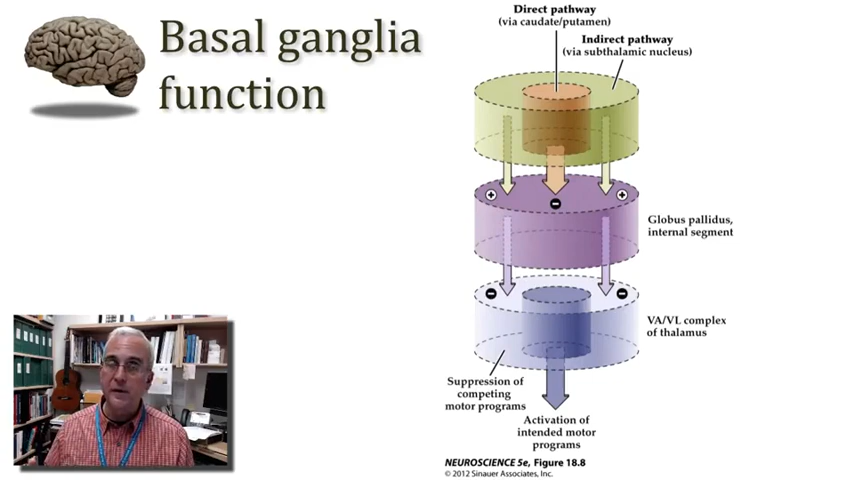 Basal ganglia
function
Direct pathway
(via caudate/putamen)
Indirect pathway
(via subthalamic nucleus)
+
−
+
Globus pallidus,
internal segment
−
−
VA/VL complex
of thalamus
Suppression of
competing
motor programs
Activation of
intended motor
programs
NEUROSCIENCE 5e, Figure 18.8
© 2012 Sinauer Associates, Inc.